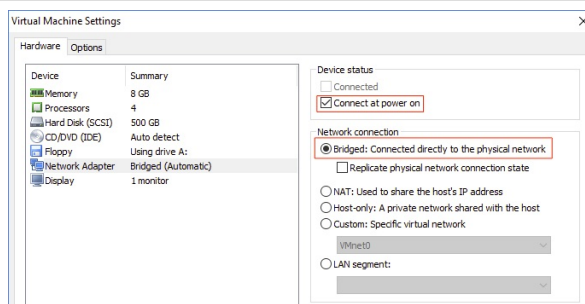 Virtual Machine Settings
Hardware Options
Device Summary
Memory 8 GB
Processors 4
Hard Disk (SCSI) 500 GB
CD/DVD (IDE) Auto detect
Floppy Using drive A:
Network Adapter Bridged (Automatic)
Display 1 monitor
Device status
Connected
Connect at power on
Network connection
Bridged: Connected directly to the physical network
Replicate physical network connection state
NAT: Used to share the host's IP address
Host-only: A private network shared with the host
Custom: Specific virtual network
VMnet0
LAN segment: